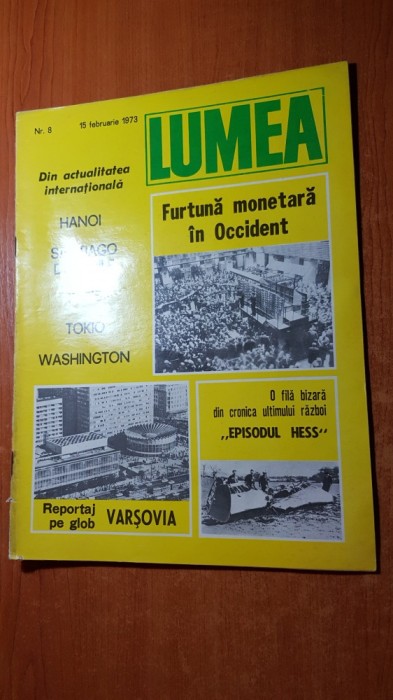 Nr. 8
15 februarie 1973
LUMEA
Din actualitatea
internațională
HANOI
TOKIO
WASHINGTON
Furtună monetară
în Occident
Reportaj
pe glob
VARȘOVIA
O filă bizară
din cronica ultimului război
„EPISODUL HESS"